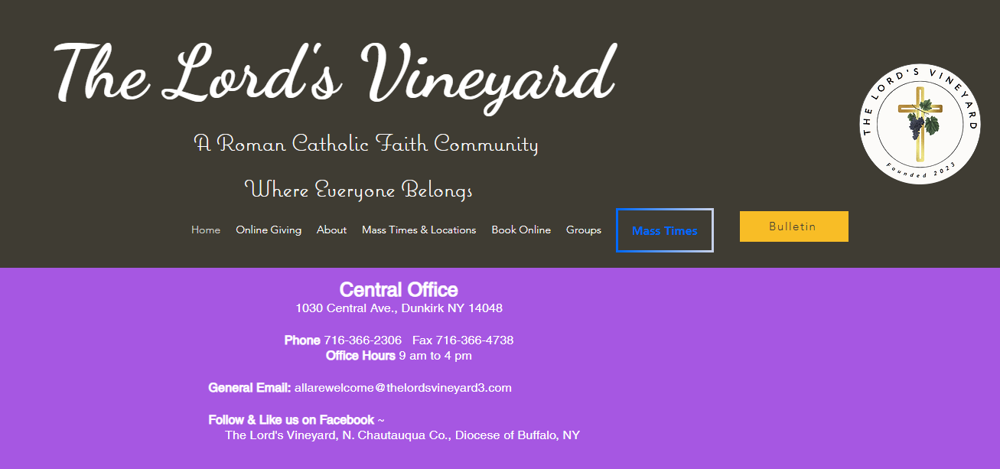 The Lord's Vineyard
A Roman Catholic Faith Community
Where Everyone Belongs
THE LORD'S VINEYARD
Founded 2023
Home Online Giving About Mass Times & Locations Book Online Groups Mass Times Bulletin
Central Office
1030 Central Ave., Dunkirk NY 14048
Phone 716-366-2306 Fax 716-366-4738
Office Hours 9 am to 4 pm
General Email: allarewelcome@thelordsvineyard3.com
Follow & Like us on Facebook ~
The Lord's Vineyard, N. Chautauqua Co., Diocese of Buffalo, NY